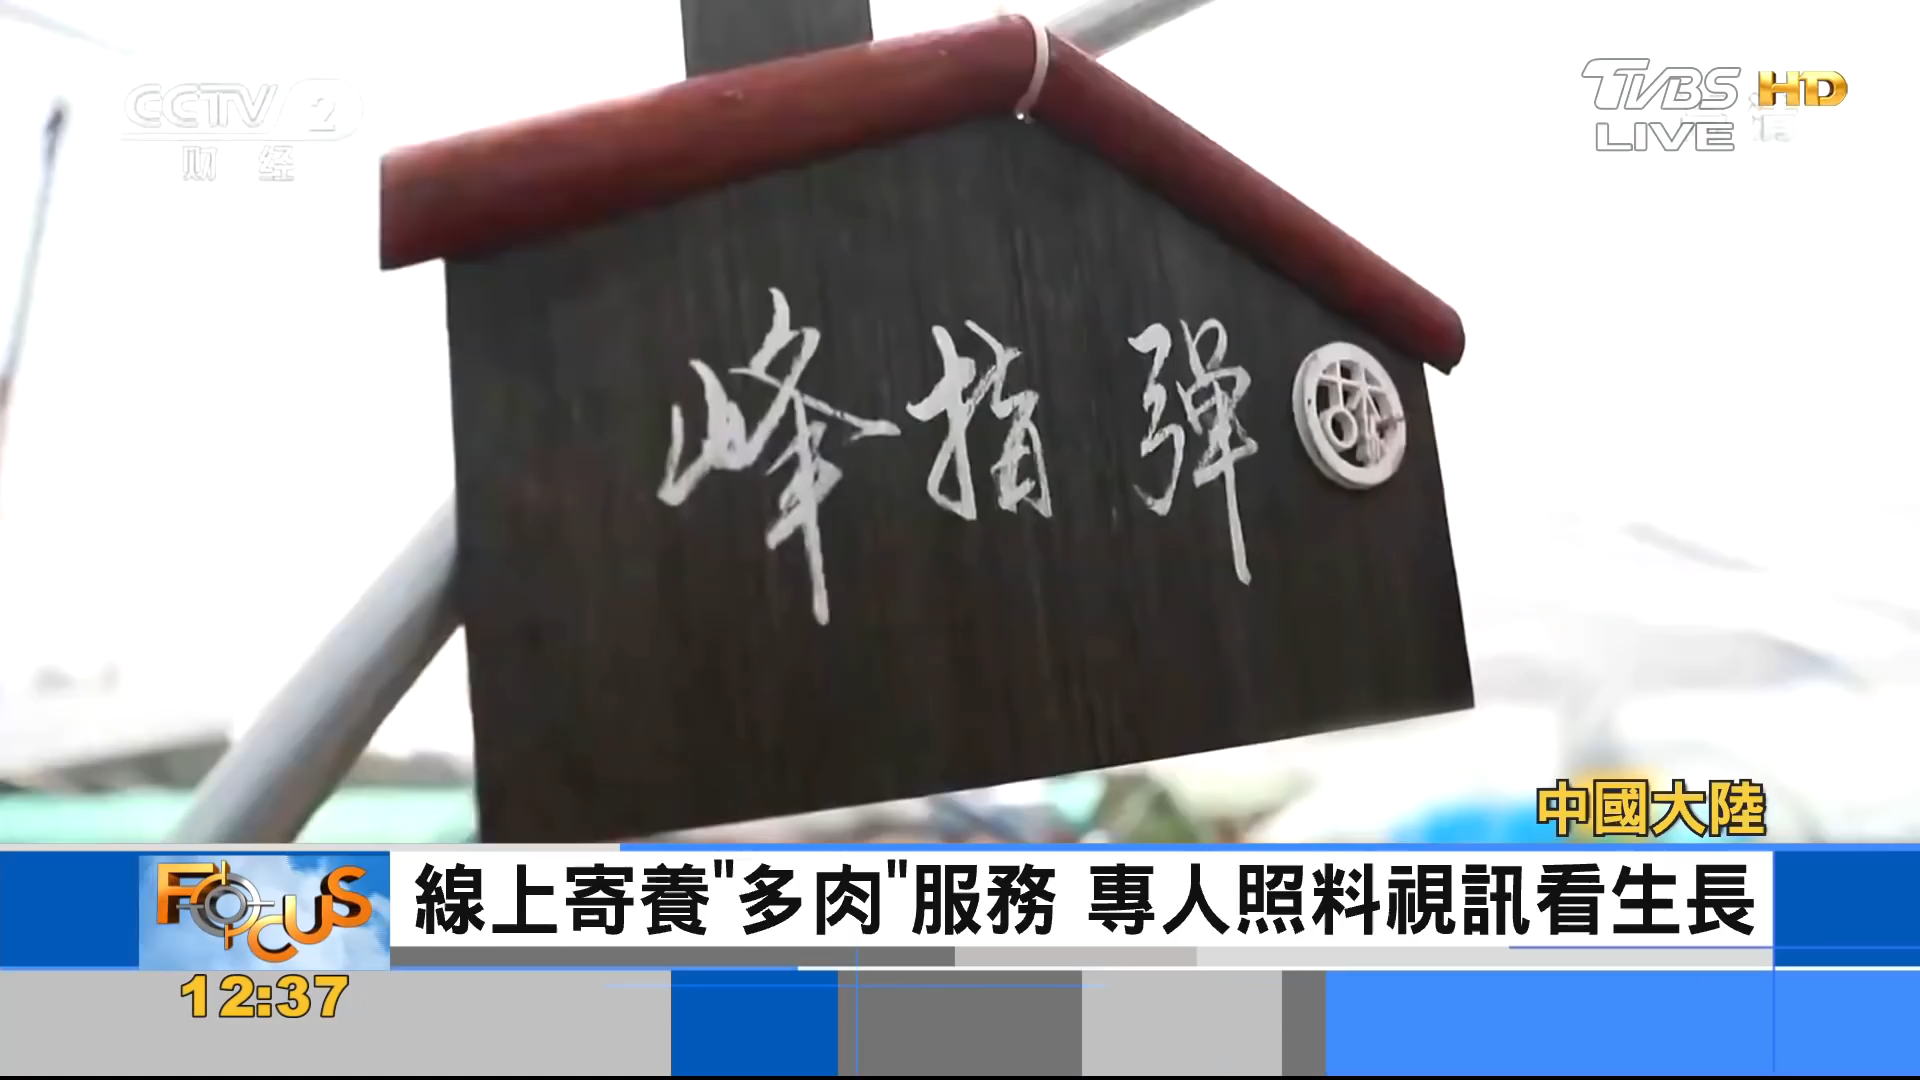 CCTV 2
财经
TVBS HD
LIVE
峰指弹
中國大陸
FOCUS
線上寄養"多肉"服務 專人照料視訊看生長
12:37